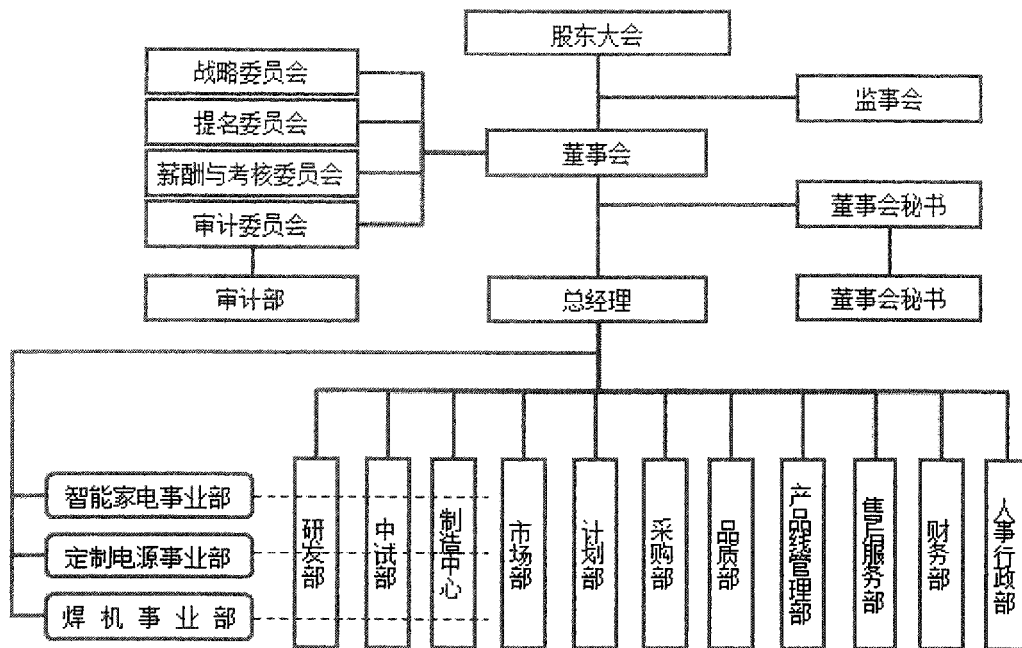 股东大会
战略委员会
监事会
提名委员会
董事会
薪酬与考核委员会
董事会秘书
审计委员会
审计部
总经理
董事会秘书
智能家电事业部
定制电源事业部
焊机事业部
研发部
中试部
制造中心
市场部
计划部
采购部
品质部
产品线管理部
售后服务部
财务部
人事行政部